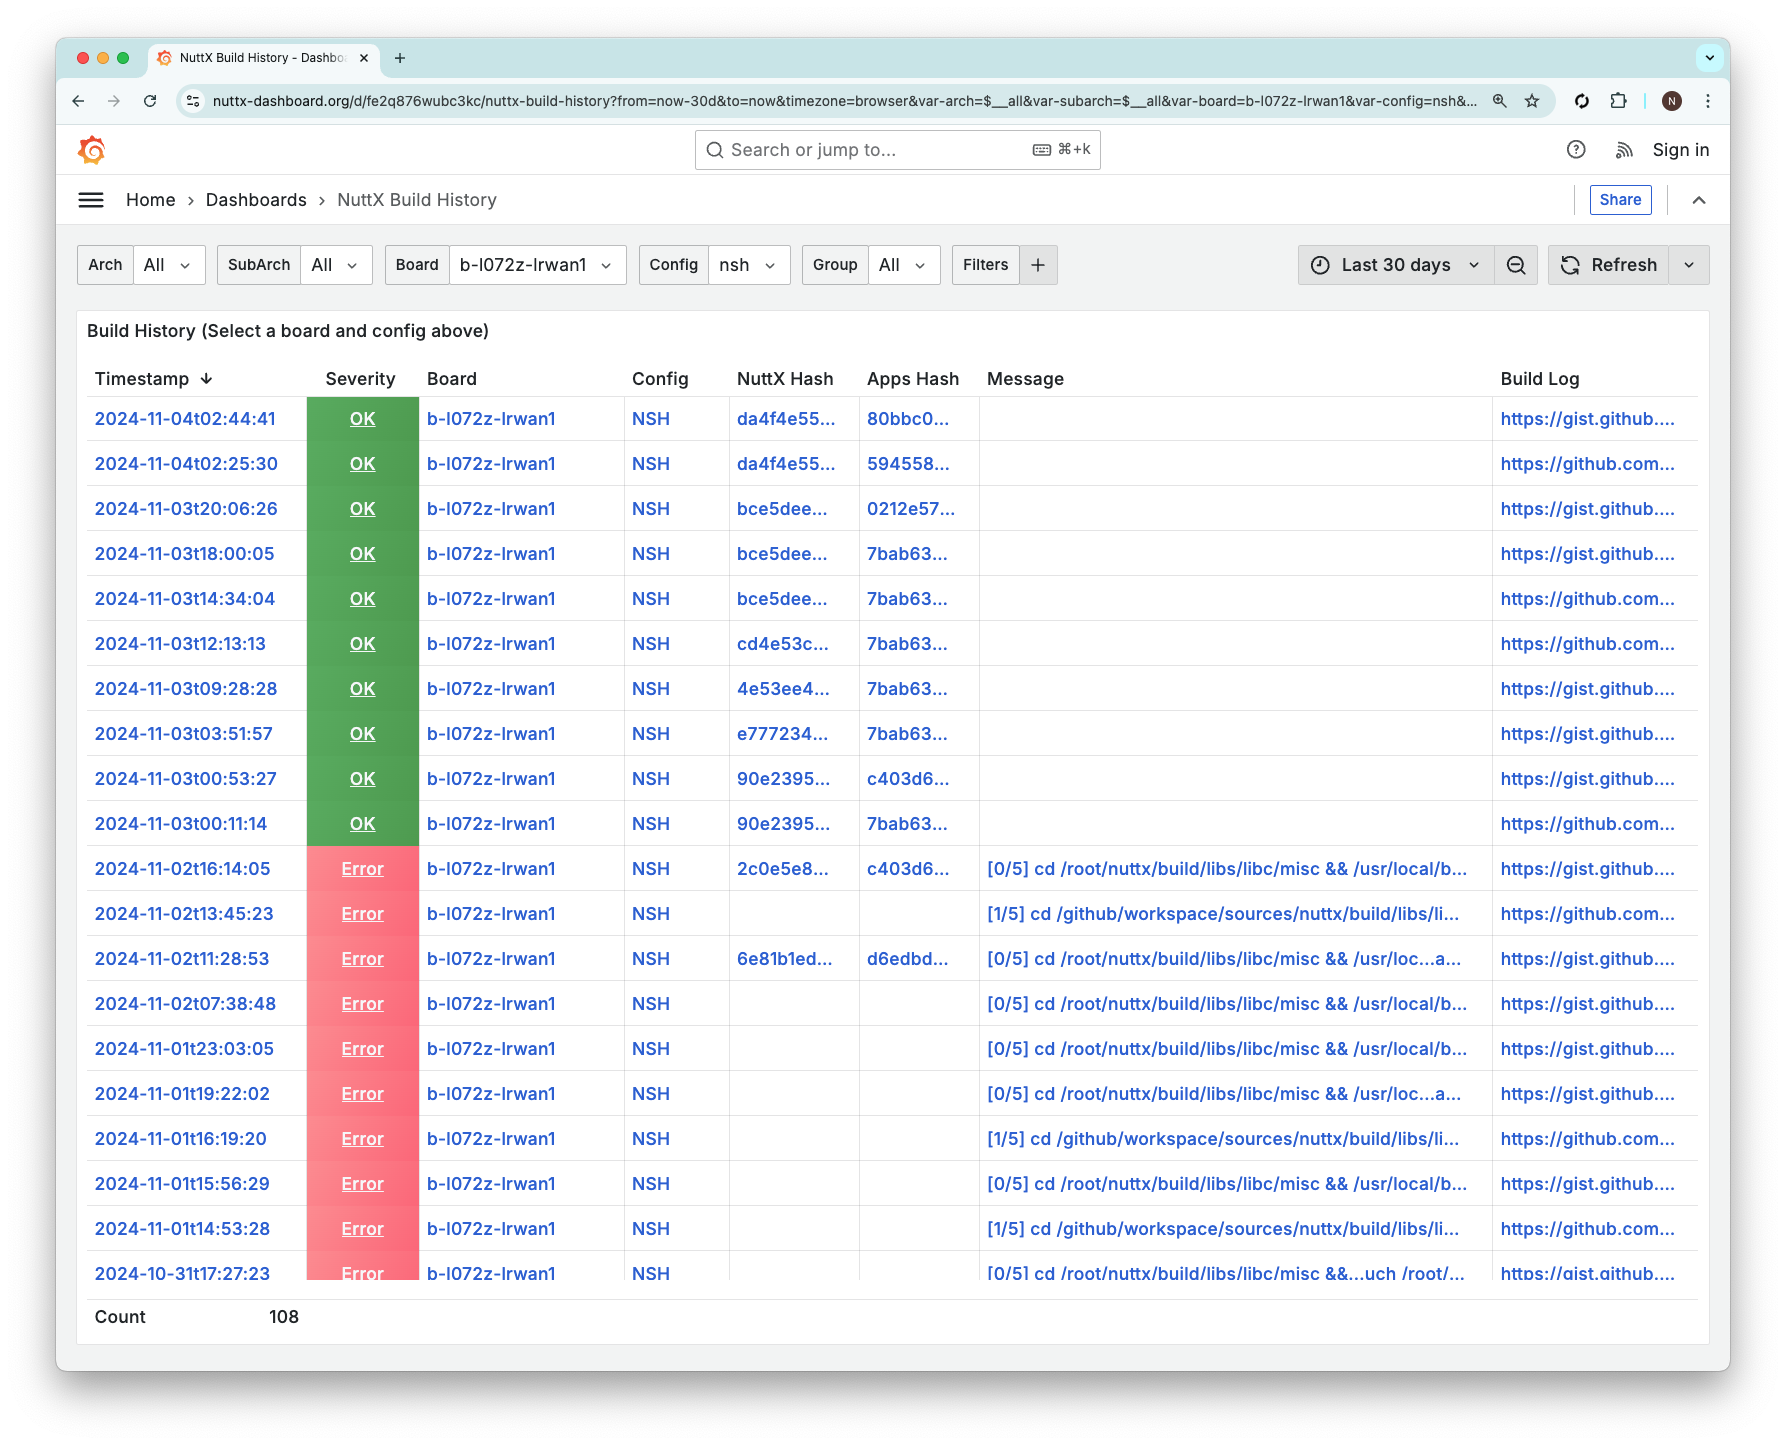 NuttX Build History - Dashbo
nuttx-dashboard.org/d/fe2q876wubc3kc/nuttx-build-history?from=now-30d&to=now&timezone=browser&var-arch=$__all&var-subarch=$__all&var-board=b-l072z-lrwan1&var-config=nsh&... N
Search or jump to... ⌘+k Sign in
Home › Dashboards › NuttX Build History Share
Arch All SubArch All Board b-l072z-lrwan1 Config nsh Group All Filters + Last 30 days Refresh
Build History (Select a board and config above)
Timestamp ↓ Severity Board Config NuttX Hash Apps Hash Message Build Log
2024-11-04t02:44:41 OK b-l072z-lrwan1 NSH da4f4e55... 80bbc0... https://gist.github....
2024-11-04t02:25:30 OK b-l072z-lrwan1 NSH da4f4e55... 594558... https://github.com...
2024-11-03t20:06:26 OK b-l072z-lrwan1 NSH bce5dee... 0212e57... https://gist.github....
2024-11-03t18:00:05 OK b-l072z-lrwan1 NSH bce5dee... 7bab63... https://gist.github....
2024-11-03t14:34:04 OK b-l072z-lrwan1 NSH bce5dee... 7bab63... https://github.com...
2024-11-03t12:13:13 OK b-l072z-lrwan1 NSH cd4e53c... 7bab63... https://github.com...
2024-11-03t09:28:28 OK b-l072z-lrwan1 NSH 4e53ee4... 7bab63... https://gist.github....
2024-11-03t03:51:57 OK b-l072z-lrwan1 NSH e777234... 7bab63... https://gist.github....
2024-11-03t00:53:27 OK b-l072z-lrwan1 NSH 90e2395... c403d6... https://gist.github....
2024-11-03t00:11:14 OK b-l072z-lrwan1 NSH 90e2395... 7bab63... https://github.com...
2024-11-02t16:14:05 Error b-l072z-lrwan1 NSH 2c0e5e8... c403d6... [0/5] cd /root/nuttx/build/libs/libc/misc && /usr/local/b... https://gist.github....
2024-11-02t13:45:23 Error b-l072z-lrwan1 NSH [1/5] cd /github/workspace/sources/nuttx/build/libs/li... https://github.com...
2024-11-02t11:28:53 Error b-l072z-lrwan1 NSH 6e81b1ed... d6edbd... [0/5] cd /root/nuttx/build/libs/libc/misc && /usr/loc...a... https://gist.github....
2024-11-02t07:38:48 Error b-l072z-lrwan1 NSH [0/5] cd /root/nuttx/build/libs/libc/misc && /usr/local/b... https://gist.github....
2024-11-01t23:03:05 Error b-l072z-lrwan1 NSH [0/5] cd /root/nuttx/build/libs/libc/misc && /usr/local/b... https://gist.github....
2024-11-01t19:22:02 Error b-l072z-lrwan1 NSH [0/5] cd /root/nuttx/build/libs/libc/misc && /usr/loc...a... https://gist.github....
2024-11-01t16:19:20 Error b-l072z-lrwan1 NSH [1/5] cd /github/workspace/sources/nuttx/build/libs/li... https://github.com...
2024-11-01t15:56:29 Error b-l072z-lrwan1 NSH [0/5] cd /root/nuttx/build/libs/libc/misc && /usr/local/b... https://gist.github....
2024-11-01t14:53:28 Error b-l072z-lrwan1 NSH [1/5] cd /github/workspace/sources/nuttx/build/libs/li... https://github.com...
2024-10-31t17:27:23 Error b-l072z-lrwan1 NSH [0/5] cd /root/nuttx/build/libs/libc/misc &&...uch /root/... https://gist.github....
Count 108